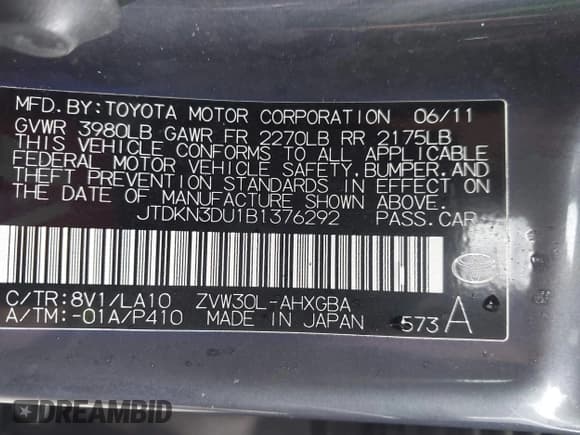 MFD.BY:TOYOTA MOTOR CORPORATION 06/11
GVWR 3980LB GAWR FR 2270LB RR 2175LB
THIS VEHICLE CONFORMS TO ALL APPLICABLE
FEDERAL MOTOR VEHICLE SAFETY,BUMPER,AND
THEFT PREVENTION STANDARDS IN EFFECT ON
THE DATE OF MANUFACTURE SHOWN ABOVE.
JTDKN3DU1B1376292 PASS.CAR
C/TR:8V1/LA10 ZVW30L-AHXGBA
A/TM:-01A/P410 MADE IN JAPAN 573A
DREAMBID